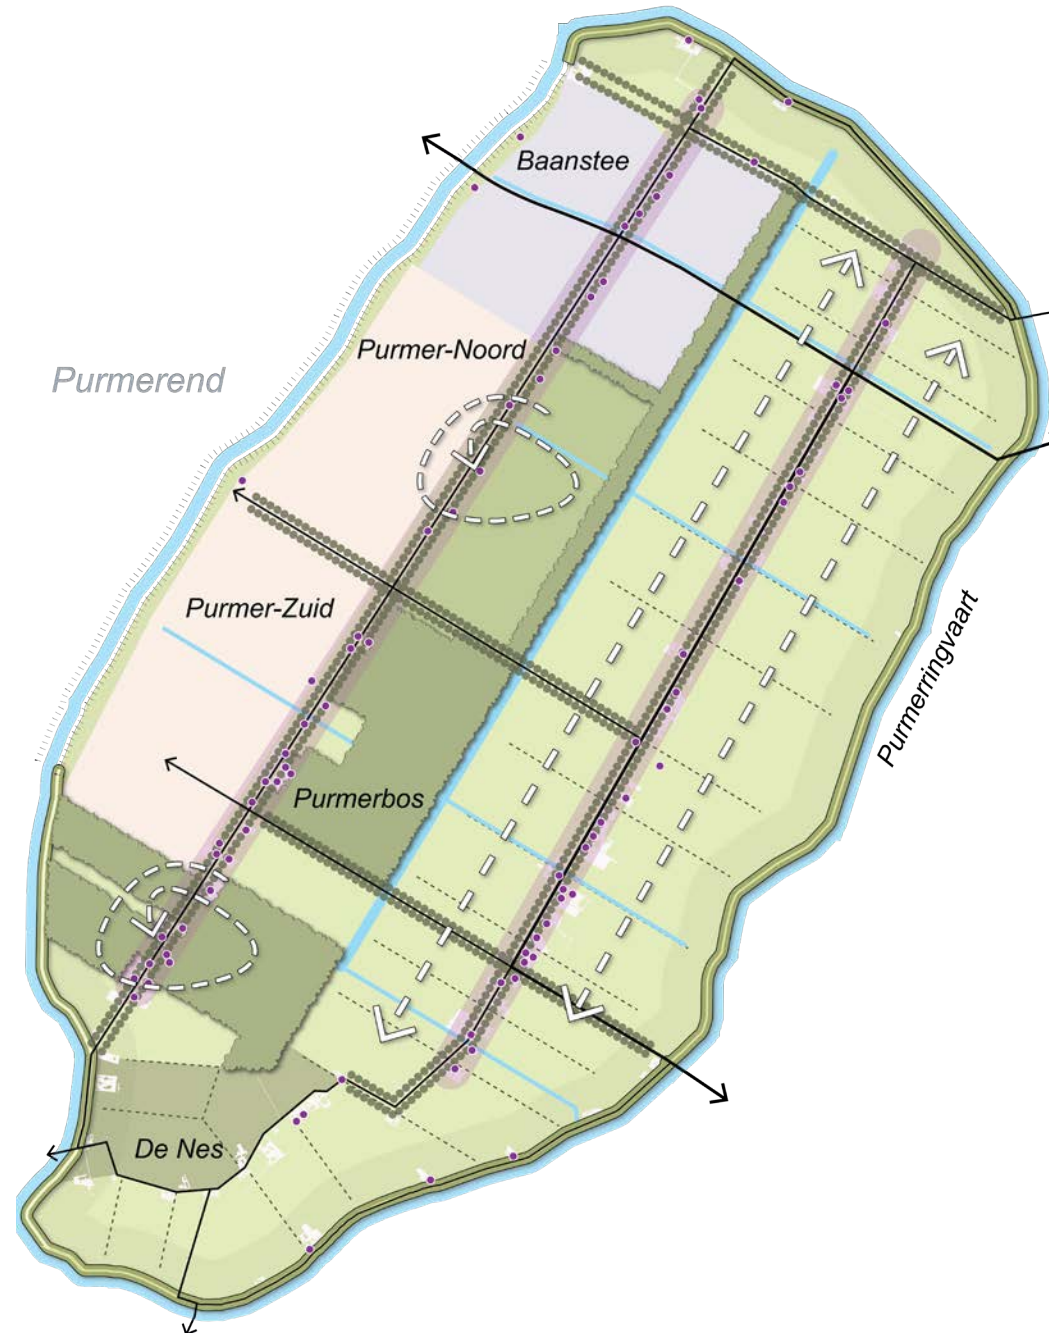 Baanstee
Purmer-Noord
Purmerend
Purmer-Zuid
Purmerringvaart
Purmerbos
De Nes